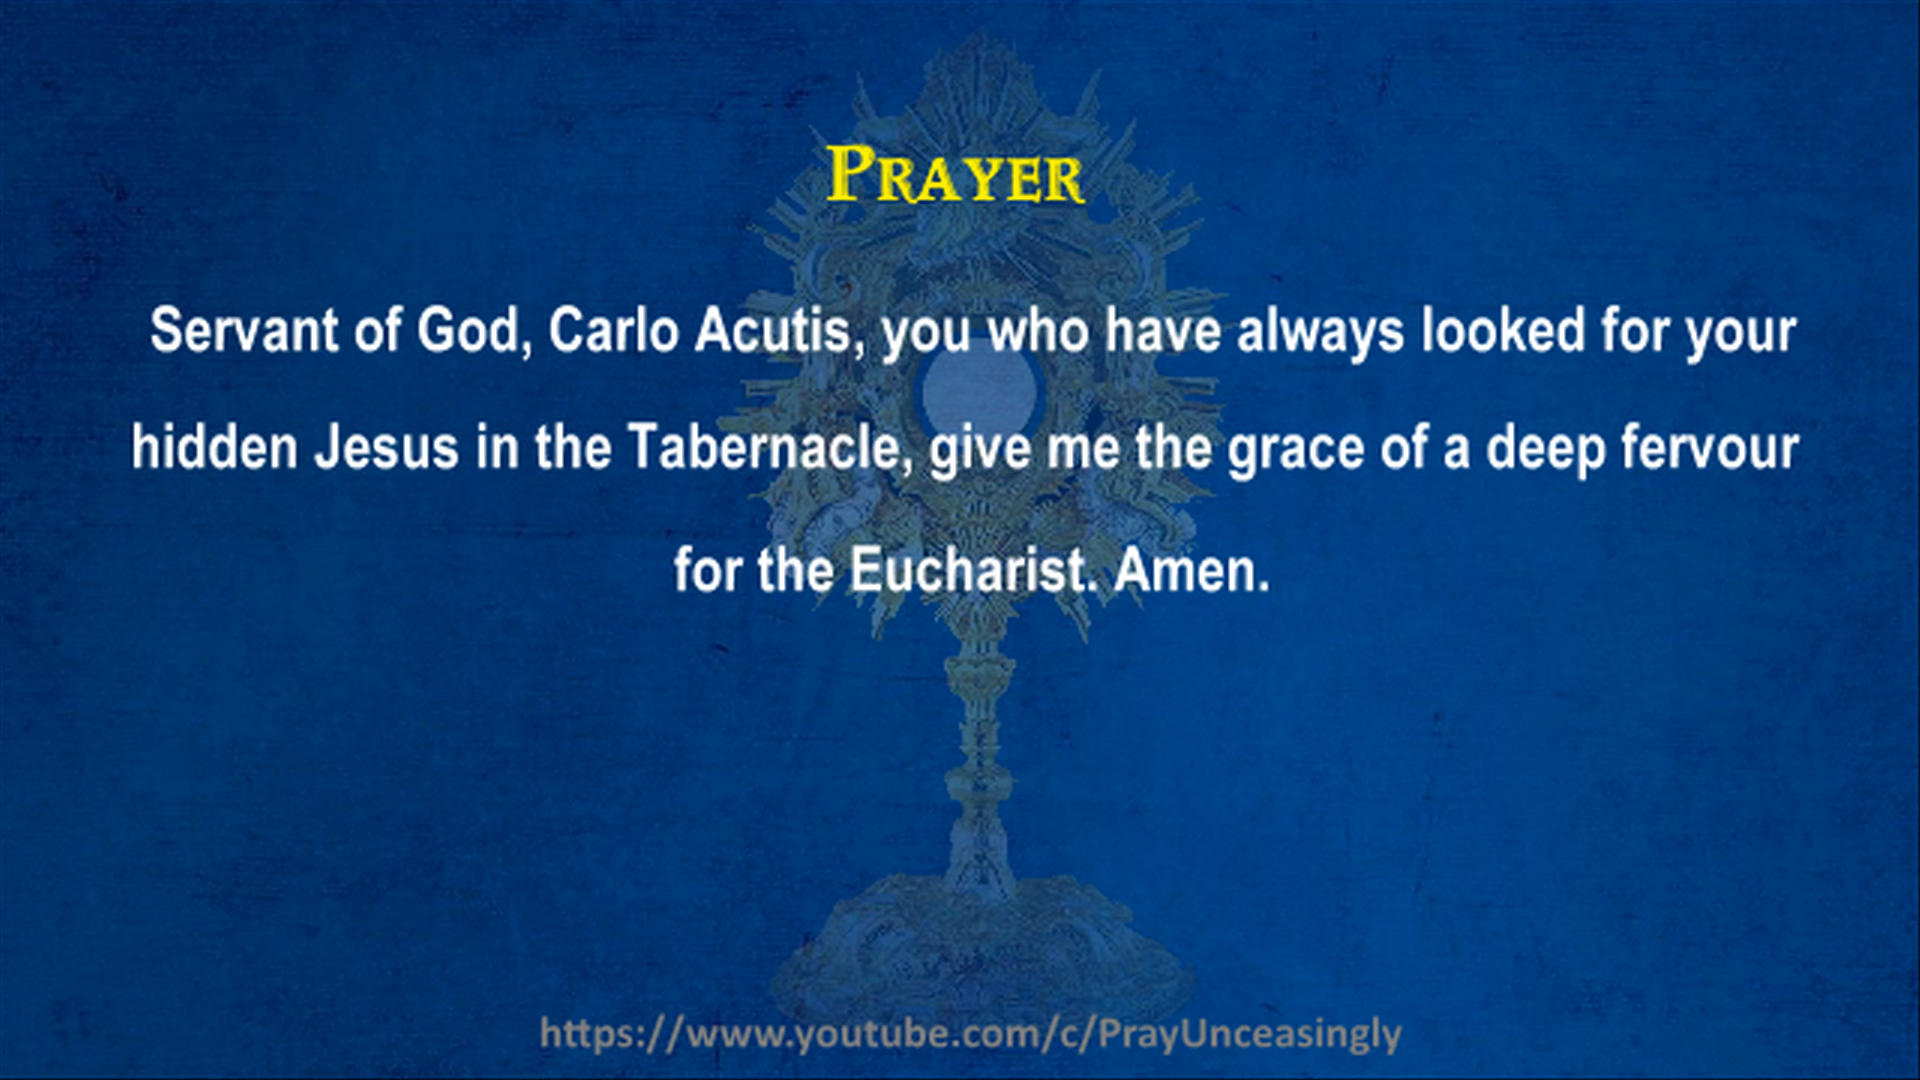 PRAYER
Servant of God, Carlo Acutis, you who have always looked for your
hidden Jesus in the Tabernacle, give me the grace of a deep fervour
for the Eucharist. Amen.
https://www.youtube.com/c/PrayUnceasingly